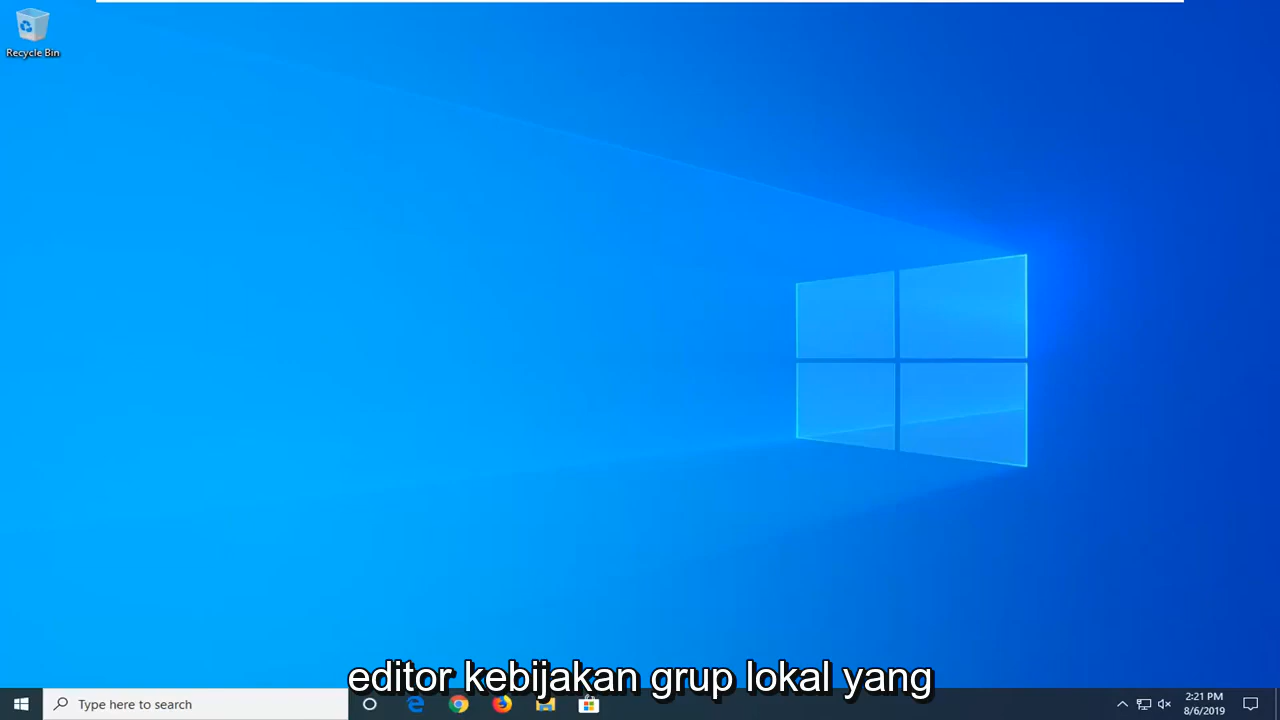 Recycle Bin
editor kebijakan grup lokal yang
Type here to search
2:21 PM
8/6/2019